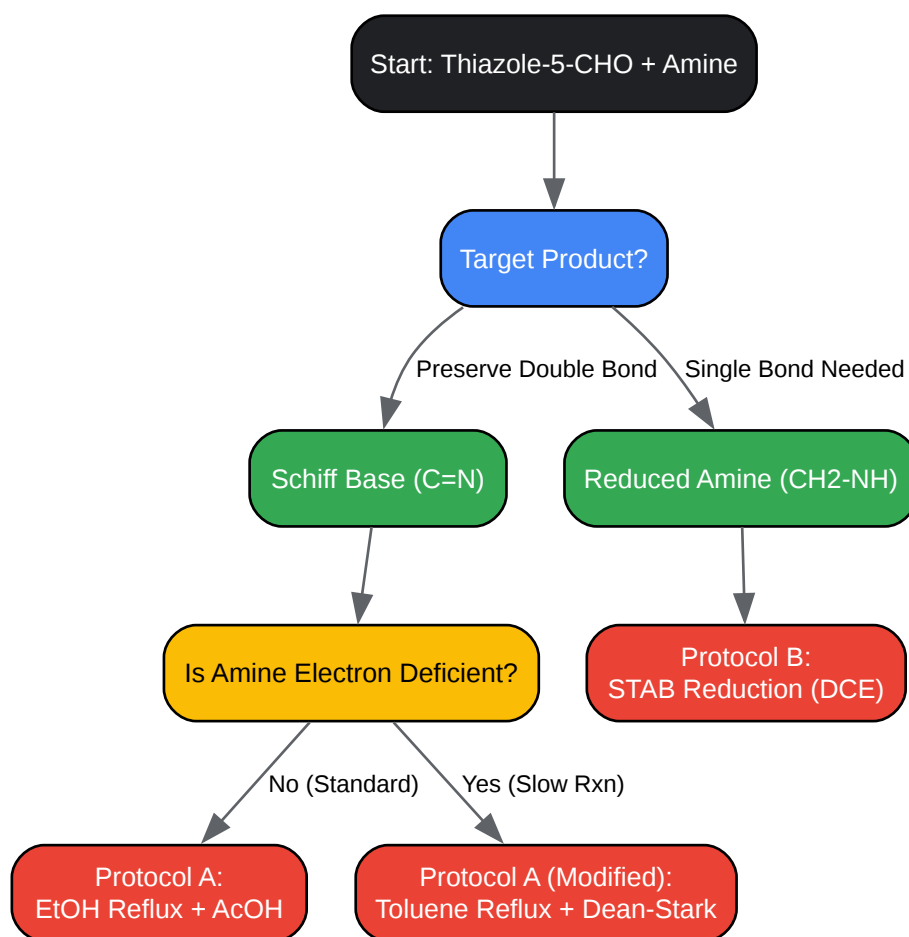 Start: Thiazole-5-CHO + Amine
Target Product?
Preserve Double Bond
Single Bond Needed
Schiff Base (C=N)
Reduced Amine (CH2-NH)
Is Amine Electron Deficient?
Protocol B:
STAB Reduction (DCE)
No (Standard)
Yes (Slow Rxn)
Protocol A:
EtOH Reflux + AcOH
Protocol A (Modified):
Toluene Reflux + Dean-Stark